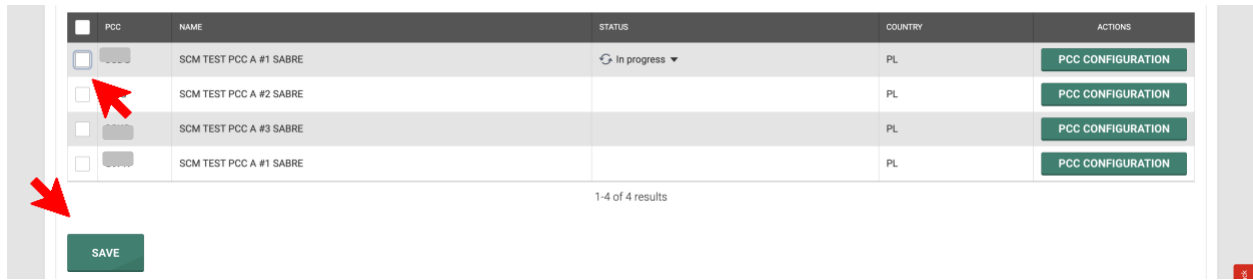 PCC NAME STATUS COUNTRY ACTIONS
SCM TEST PCC A #1 SABRE In progress PL PCC CONFIGURATION
SCM TEST PCC A #2 SABRE PL PCC CONFIGURATION
SCM TEST PCC A #3 SABRE PL PCC CONFIGURATION
SCM TEST PCC A #1 SABRE PL PCC CONFIGURATION
1-4 of 4 results
SAVE